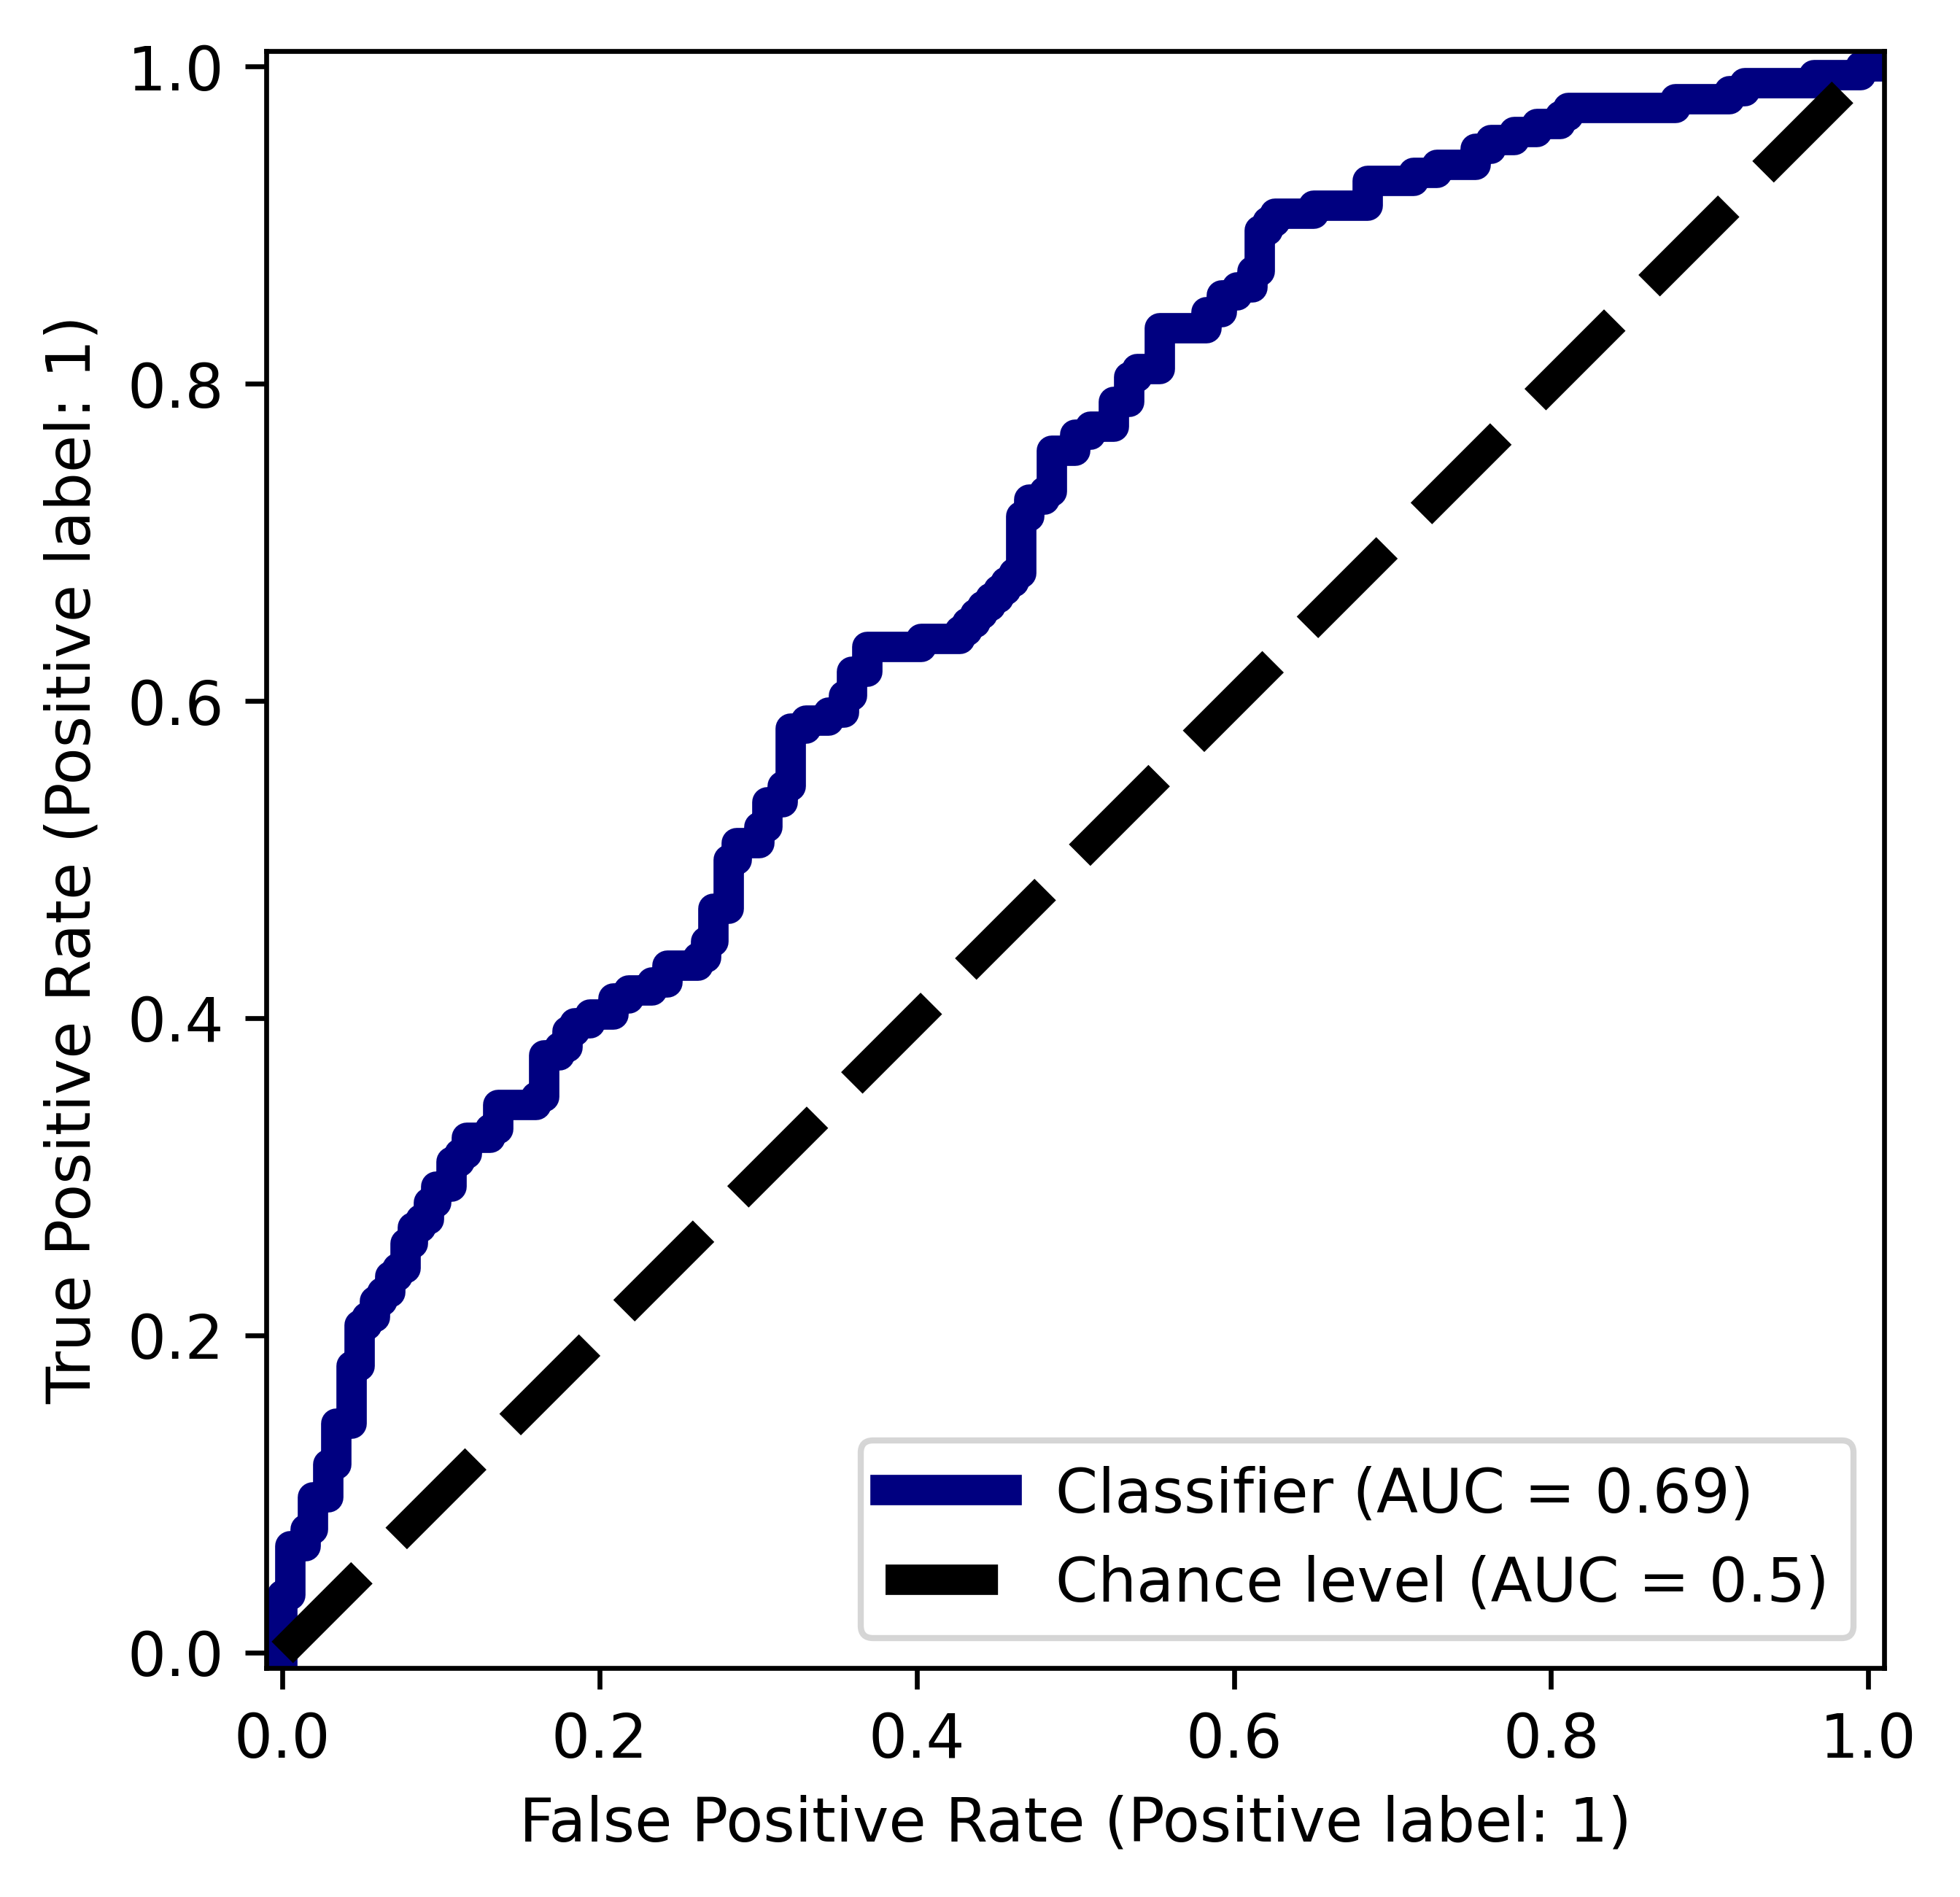 1.0
0.8
0.6
0.4
0.2
0.0
True Positive Rate (Positive label: 1)
Classifier (AUC = 0.69)
Chance level (AUC = 0.5)
0.0 0.2 0.4 0.6 0.8 1.0
False Positive Rate (Positive label: 1)